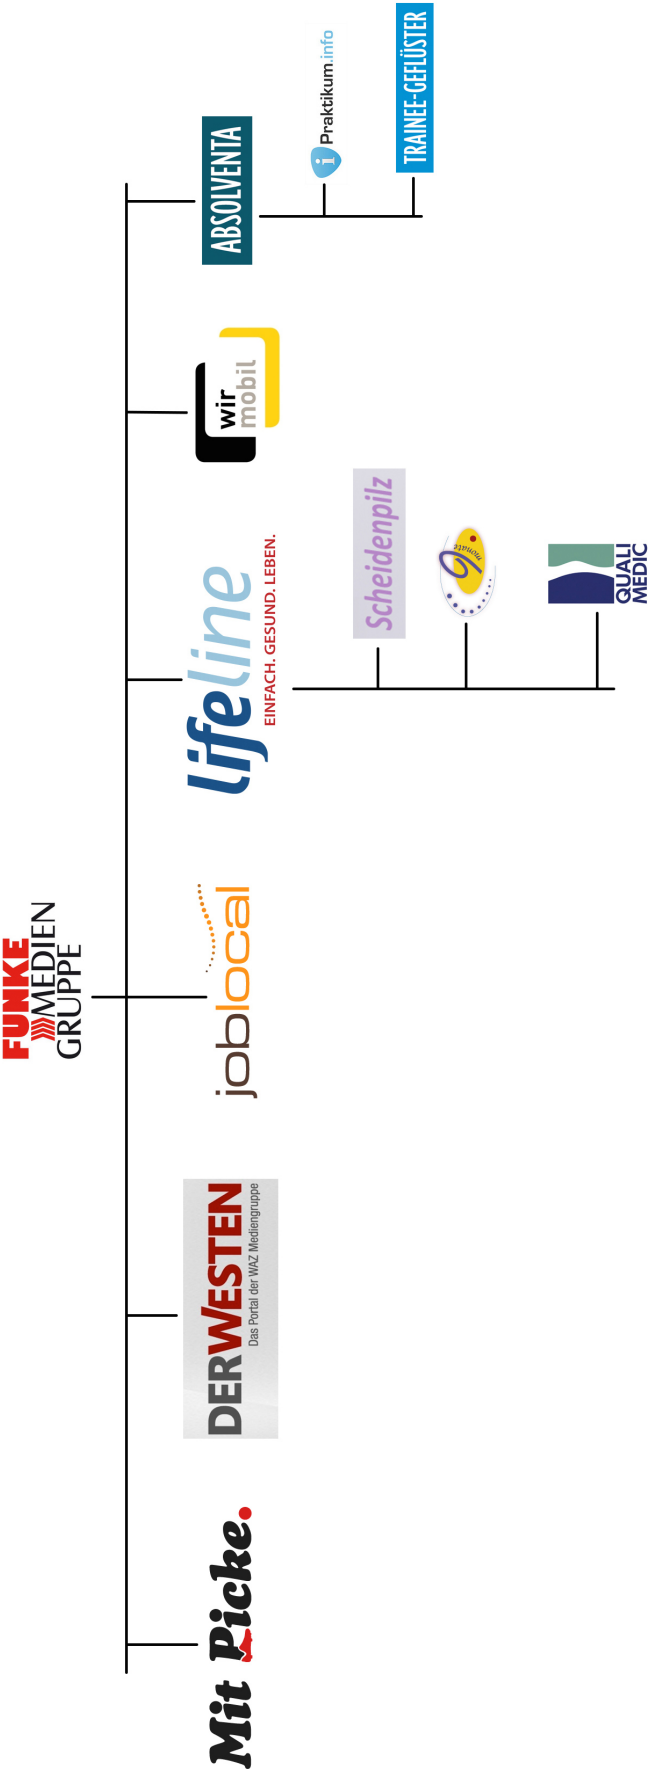 FUNKE
MEDIEN
GRUPPE
Mit Picke.
DERWESTEN
Das Portal der WAZ Mediengruppe
joblocal
lifeline
EINFACH. GESUND. LEBEN.
wir
mobil
ABSOLVENTA
Scheidenpilz
9
monate
QUALI
MEDIC
i Praktikum.info
TRAINEE-GEFLÜSTER